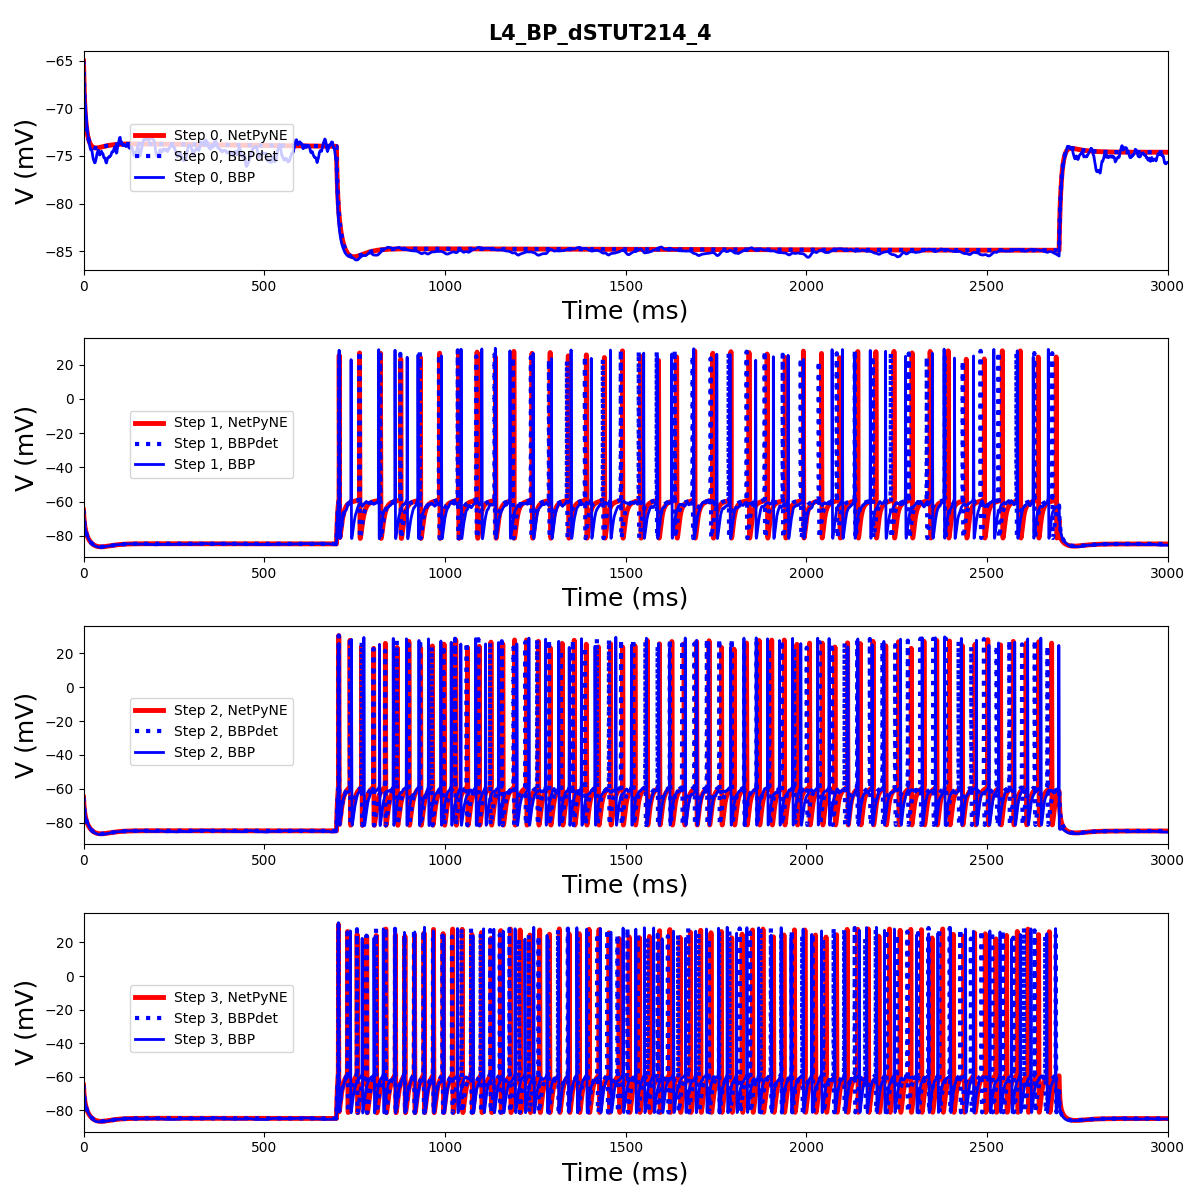 L4_BP_dSTUT214_4
V (mV)
−65
−70
−75
−80
−85
Step 0, NetPyNE
Step 0, BBPdet
Step 0, BBP
0 500 1000 1500 2000 2500 3000
Time (ms)
V (mV)
20
0
−20
−40
−60
−80
Step 1, NetPyNE
Step 1, BBPdet
Step 1, BBP
0 500 1000 1500 2000 2500 3000
Time (ms)
V (mV)
20
0
−20
−40
−60
−80
Step 2, NetPyNE
Step 2, BBPdet
Step 2, BBP
0 500 1000 1500 2000 2500 3000
Time (ms)
V (mV)
20
0
−20
−40
−60
−80
Step 3, NetPyNE
Step 3, BBPdet
Step 3, BBP
0 500 1000 1500 2000 2500 3000
Time (ms)